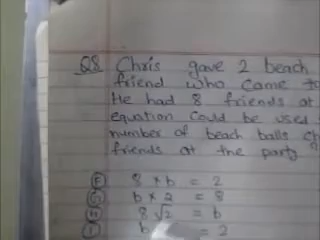 Q8 Chris gave 2 beach
friend who came to
He had 8 friends at
equation could be used
number of beach balls Ch
friends at the party?
F 8 × b = 2
G b × 2 = 8
H 8√2 = b
b = 2